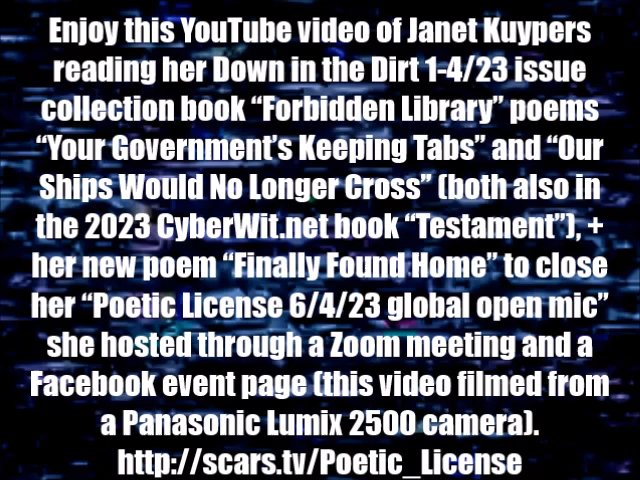 Enjoy this YouTube video of Janet Kuypers
reading her Down in the Dirt 1-4/23 issue
collection book “Forbidden Library” poems
“Your Government’s Keeping Tabs” and “Our
Ships Would No Longer Cross” (both also in
the 2023 CyberWit.net book “Testament”), +
her new poem “Finally Found Home” to close
her “Poetic License 6/4/23 global open mic”
she hosted through a Zoom meeting and a
Facebook event page (this video filmed from
a Panasonic Lumix 2500 camera).
http://scars.tv/Poetic_License